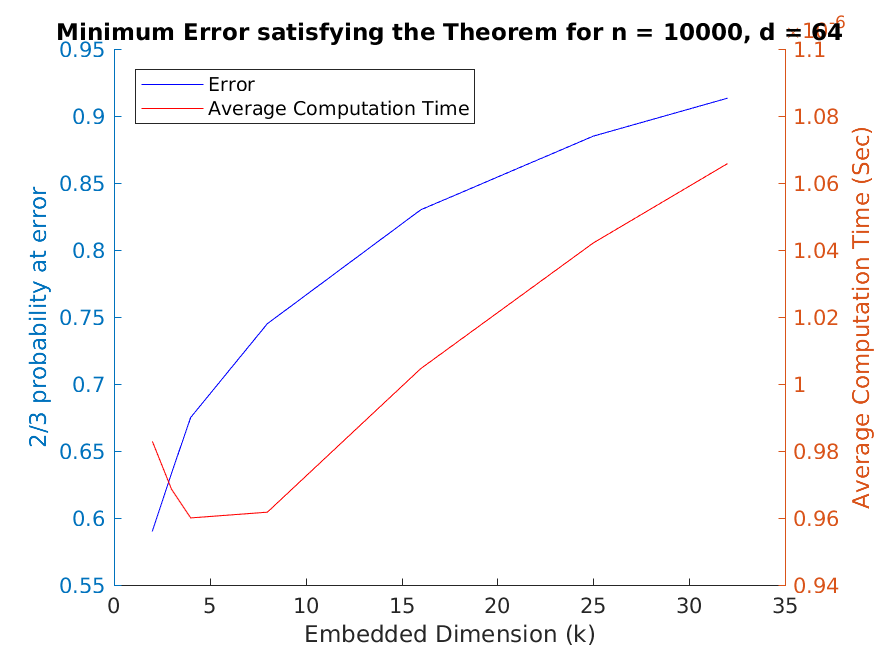 Minimum Error satisfying the Theorem for n = 10000, d = 64
0.95
0.9
0.85
0.8
0.75
0.7
0.65
0.6
0.55
2/3 probability at error
Error
Average Computation Time
1.1
1.08
1.06
1.04
1.02
1
0.98
0.96
0.94
Average Computation Time (Sec)
0 5 10 15 20 25 30 35
Embedded Dimension (k)